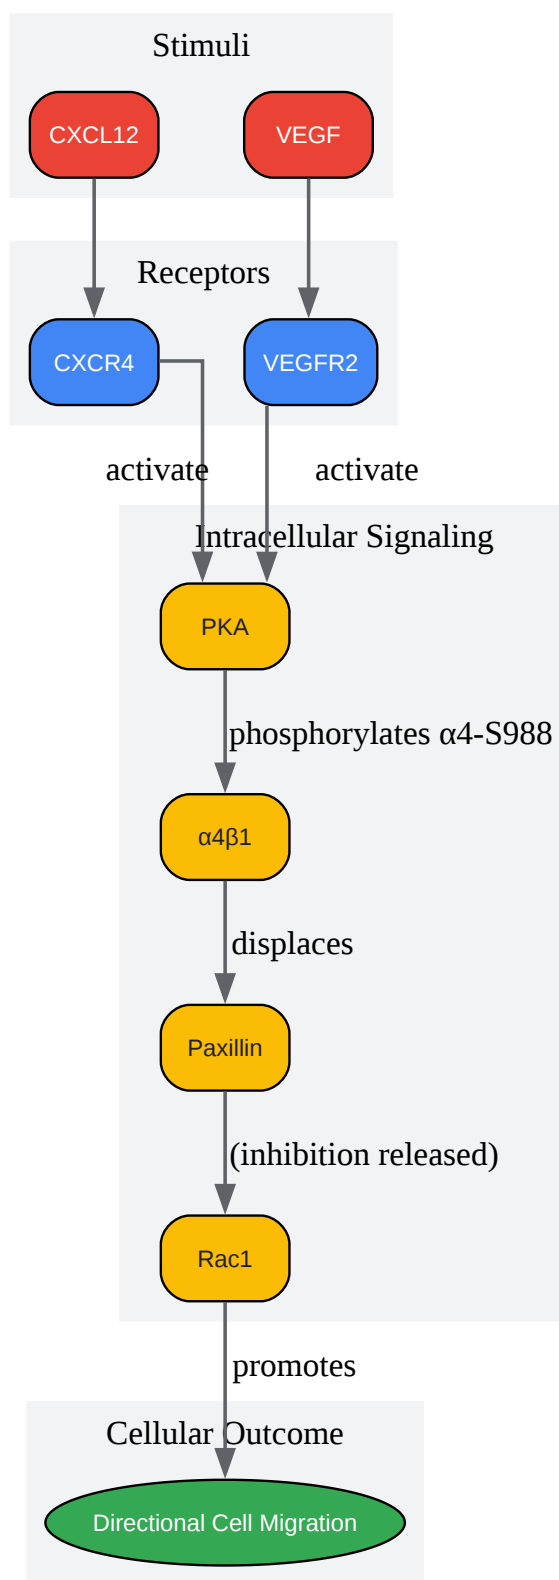 Stimuli
CXCL12
VEGF
Receptors
CXCR4
VEGFR2
activate
activate
Intracellular Signaling
PKA
phosphorylates α4-S988
α4β1
displaces
Paxillin
(inhibition released)
Rac1
promotes
Cellular Outcome
Directional Cell Migration